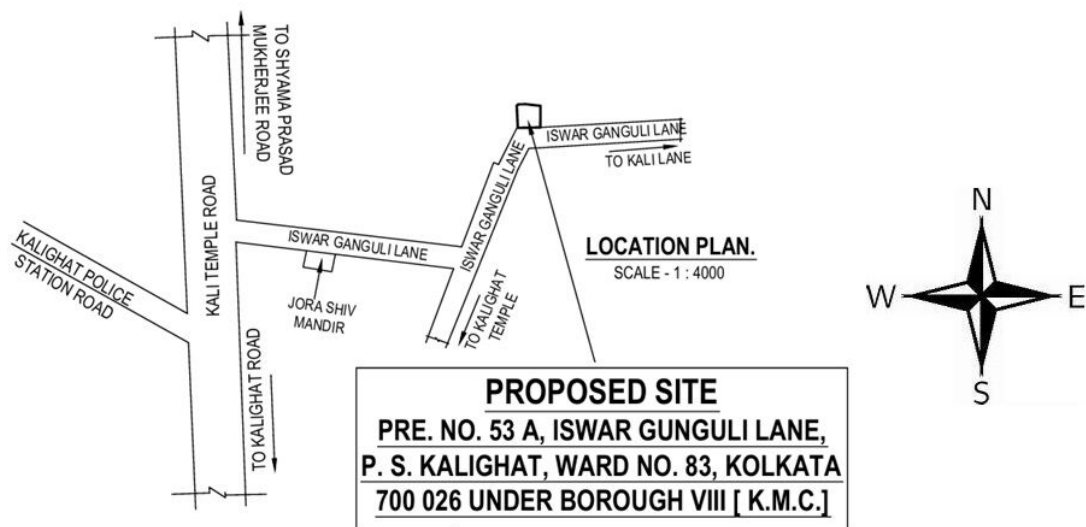 TO SHYAMA PRASAD
MUKHERJEE ROAD
KALI TEMPLE ROAD
KALIGHAT POLICE
STATION ROAD
TO KALIGHAT ROAD
ISWAR GANGULI LANE
JORA SHIV
MANDIR
ISWAR GANGULI LANE
TO KALIGHAT
TEMPLE
ISWAR GANGULI LANE
TO KALI LANE
LOCATION PLAN.
SCALE - 1 : 4000
N
W
E
S
PROPOSED SITE
PRE. NO. 53 A, ISWAR GUNGULI LANE,
P. S. KALIGHAT, WARD NO. 83, KOLKATA
700 026 UNDER BOROUGH VIII [ K.M.C.]